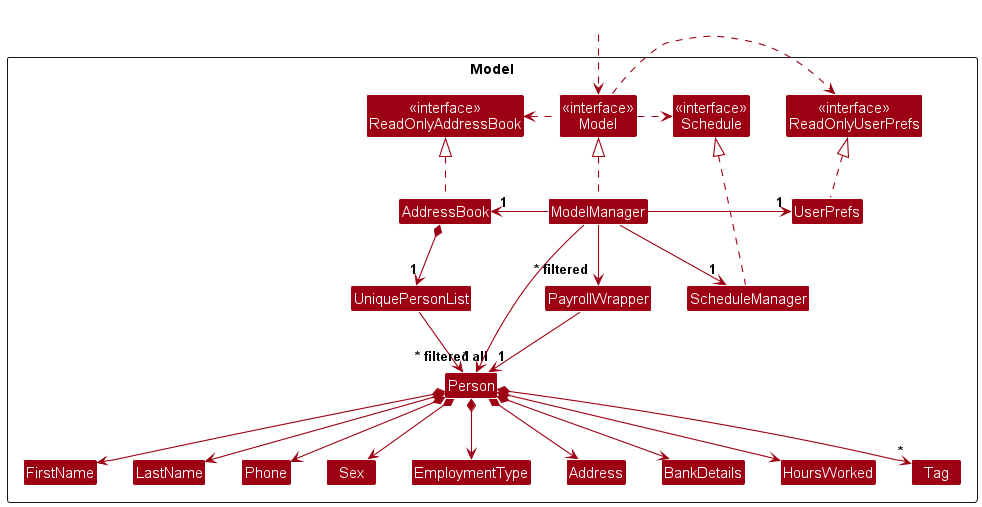 Model
«interface»
ReadOnlyAddressBook
«interface»
Model
«interface»
Schedule
«interface»
ReadOnlyUserPrefs
AddressBook
1
ModelManager
1
UserPrefs
1
* filtered
1
UniquePersonList
PayrollWrapper
ScheduleManager
* filtered
1 all
1
Person
*
FirstName
LastName
Phone
Sex
EmploymentType
Address
BankDetails
HoursWorked
Tag